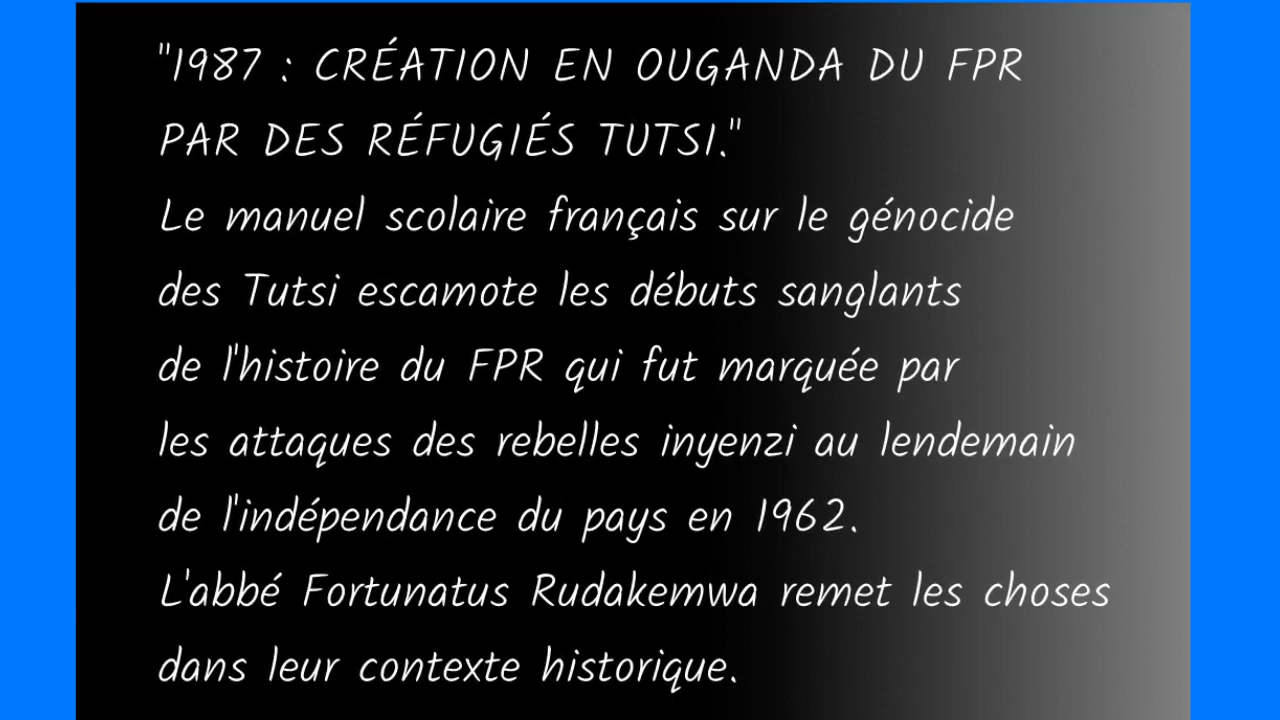 "1987 : CRÉATION EN OUGANDA DU FPR
PAR DES RÉFUGIÉS TUTSI."
Le manuel scolaire français sur le génocide
des Tutsi escamote les débuts sanglants
de l'histoire du FPR qui fut marquée par
les attaques des rebelles inyenzi au lendemain
de l'indépendance du pays en 1962.
L'abbé Fortunatus Rudakemwa remet les choses
dans leur contexte historique.